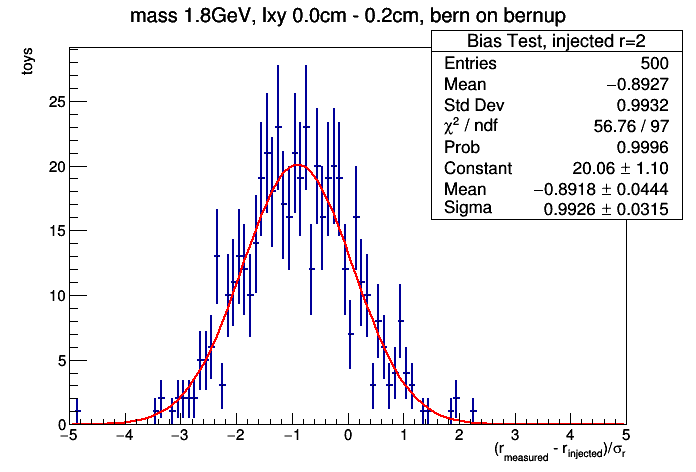 mass 1.8GeV, lxy 0.0cm - 0.2cm, bern on bernup
Bias Test, injected r=2
Entries 500
Mean −0.8927
Std Dev 0.9932
χ² / ndf 56.76 / 97
Prob 0.9996
Constant 20.06 ± 1.10
Mean −0.8918 ± 0.0444
Sigma 0.9926 ± 0.0315
toys
25
20
15
10
5
0
−5 −4 −3 −2 −1 0 1 2 3 4 5
(r_measured - r_injected)/σ_r